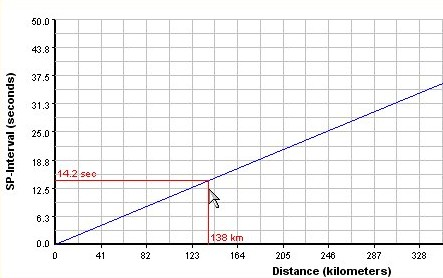 50.0
43.8
37.5
31.3
25.0
18.8
12.5
6.3
0.0
SP-Interval (seconds)
14.2 sec
138 km
0 41 82 133 164 205 246 287 328
Distance (kilometers)